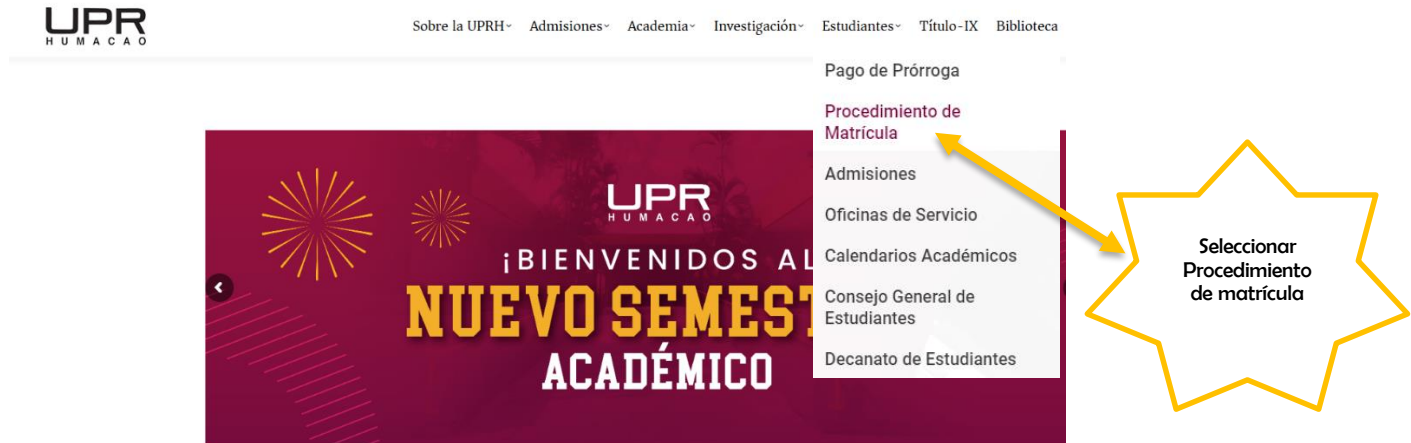 UPR
HUMACAO
Sobre la UPRH Admisiones Academia Investigación Estudiantes Título-IX Biblioteca
Pago de Prórroga
Procedimiento de
Matrícula
Admisiones
Oficinas de Servicio
Calendarios Académicos
Consejo General de
Estudiantes
Decanato de Estudiantes
UPR
HUMACAO
¡BIENVENIDOS AL
NUEVO SEMEST
ACADÉMICO
Seleccionar
Procedimiento
de matrícula